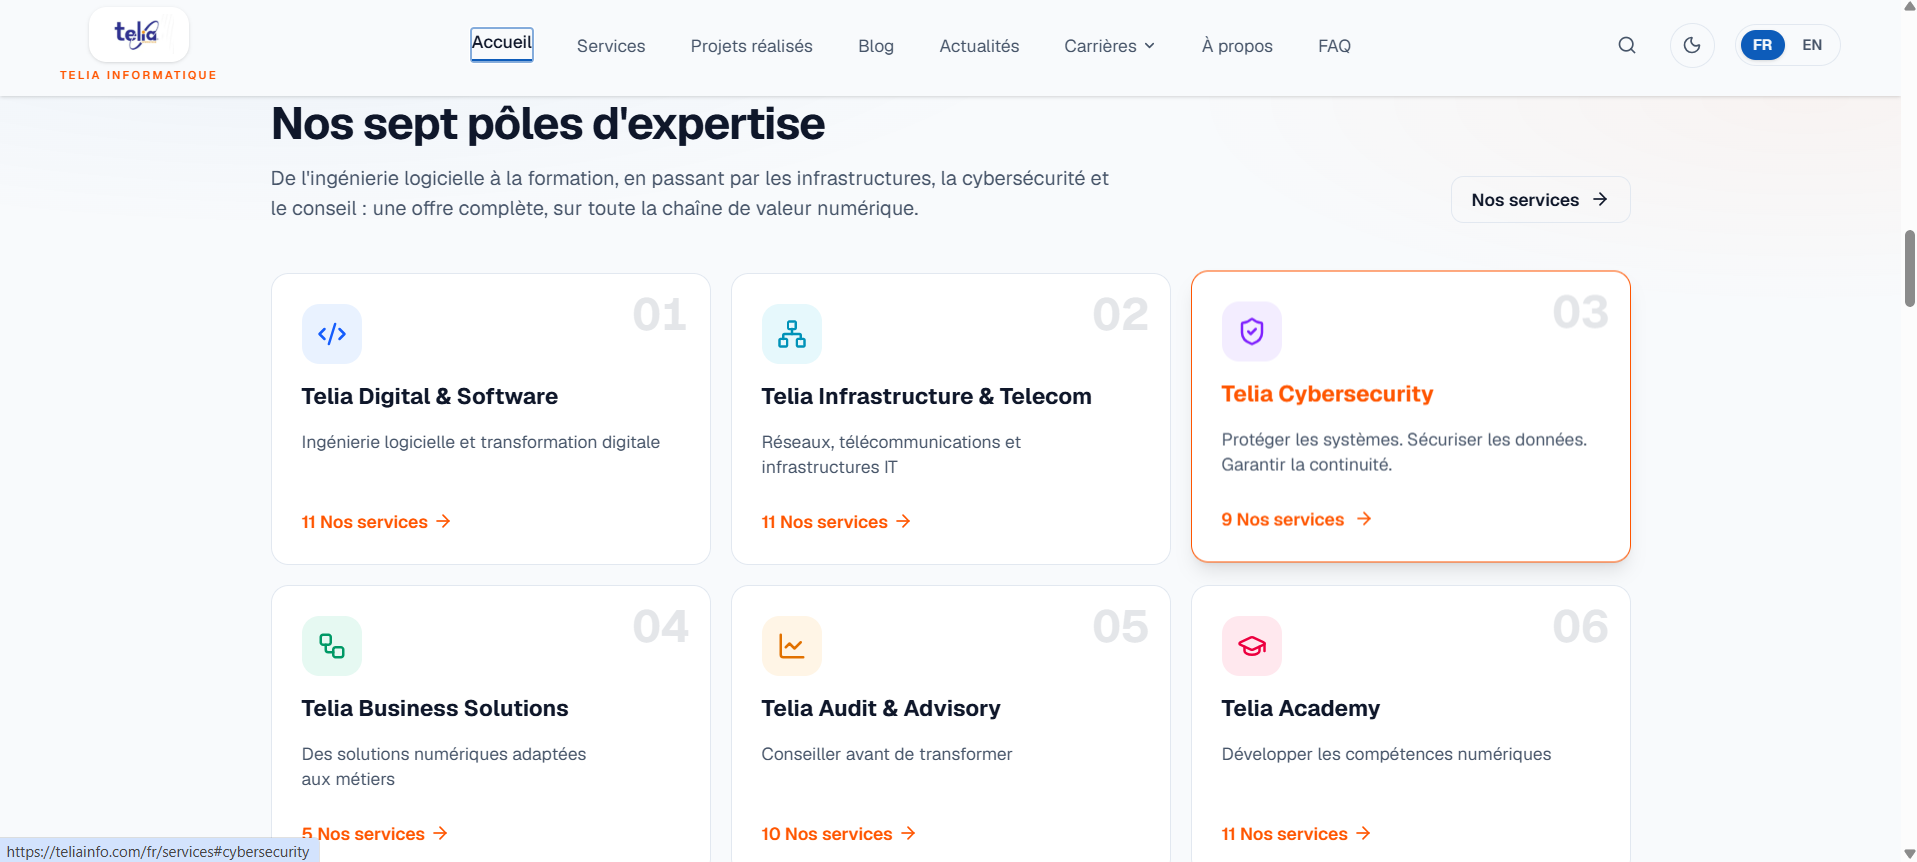 telia
TELIA INFORMATIQUE
Accueil
Services
Projets réalisés
Blog
Actualités
Carrières
À propos
FAQ
FR
EN
Nos sept pôles d'expertise
De l'ingénierie logicielle à la formation, en passant par les infrastructures, la cybersécurité et
le conseil : une offre complète, sur toute la chaîne de valeur numérique.
Nos services
01
Telia Digital & Software
Ingénierie logicielle et transformation digitale
11 Nos services
02
Telia Infrastructure & Telecom
Réseaux, télécommunications et
infrastructures IT
11 Nos services
03
Telia Cybersecurity
Protéger les systèmes. Sécuriser les données.
Garantir la continuité.
9 Nos services
04
Telia Business Solutions
Des solutions numériques adaptées
aux métiers
5 Nos services
05
Telia Audit & Advisory
Conseiller avant de transformer
10 Nos services
06
Telia Academy
Développer les compétences numériques
11 Nos services
https://teliainfo.com/fr/services#cybersecurity